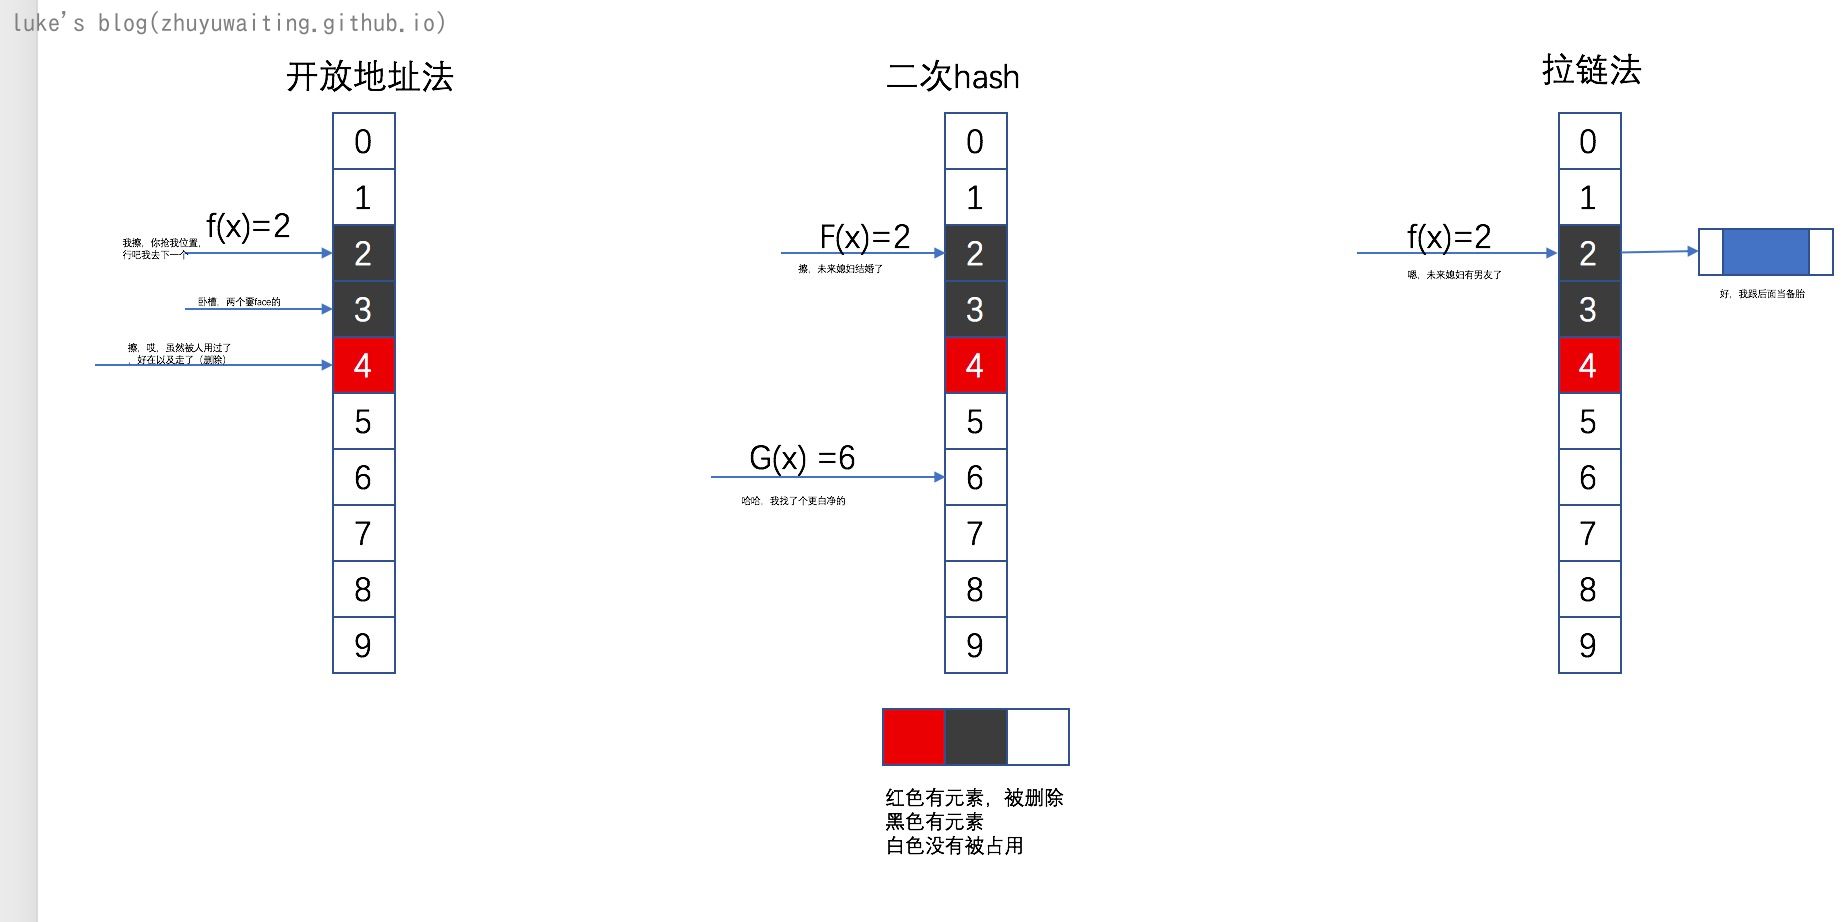 luke's blog(zhuyuwaiting.github.io)
开放地址法
二次hash
拉链法
0
1
2
3
4
5
6
7
8
9
f(x)=2
我擦，你抢我位置，
行吧我去下一个
卧槽，两个要face的
擦，哎，虽然被人用过了
，好在以及走了（删除）
0
1
2
3
4
5
6
7
8
9
F(x)=2
擦，未来媳妇结婚了
G(x) =6
哈哈，我找了个更白净的
0
1
2
3
4
5
6
7
8
9
f(x)=2
嗯，未来媳妇有男友了
好，我跟后面当备胎
红色有元素，被删除
黑色有元素
白色没有被占用